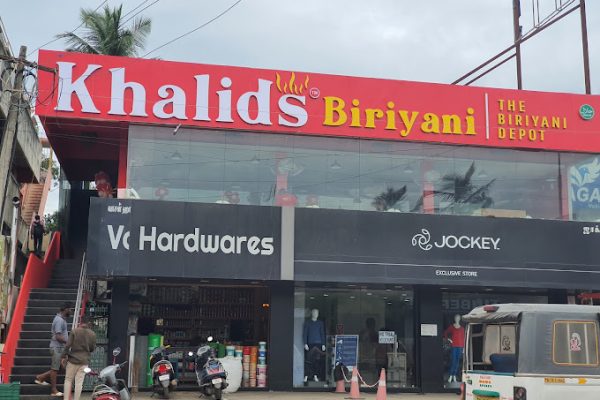 Khalids
Biriyani
THE
BIRIYANI
DEPOT
Hardwares
JOCKEY
EXCLUSIVE STORE